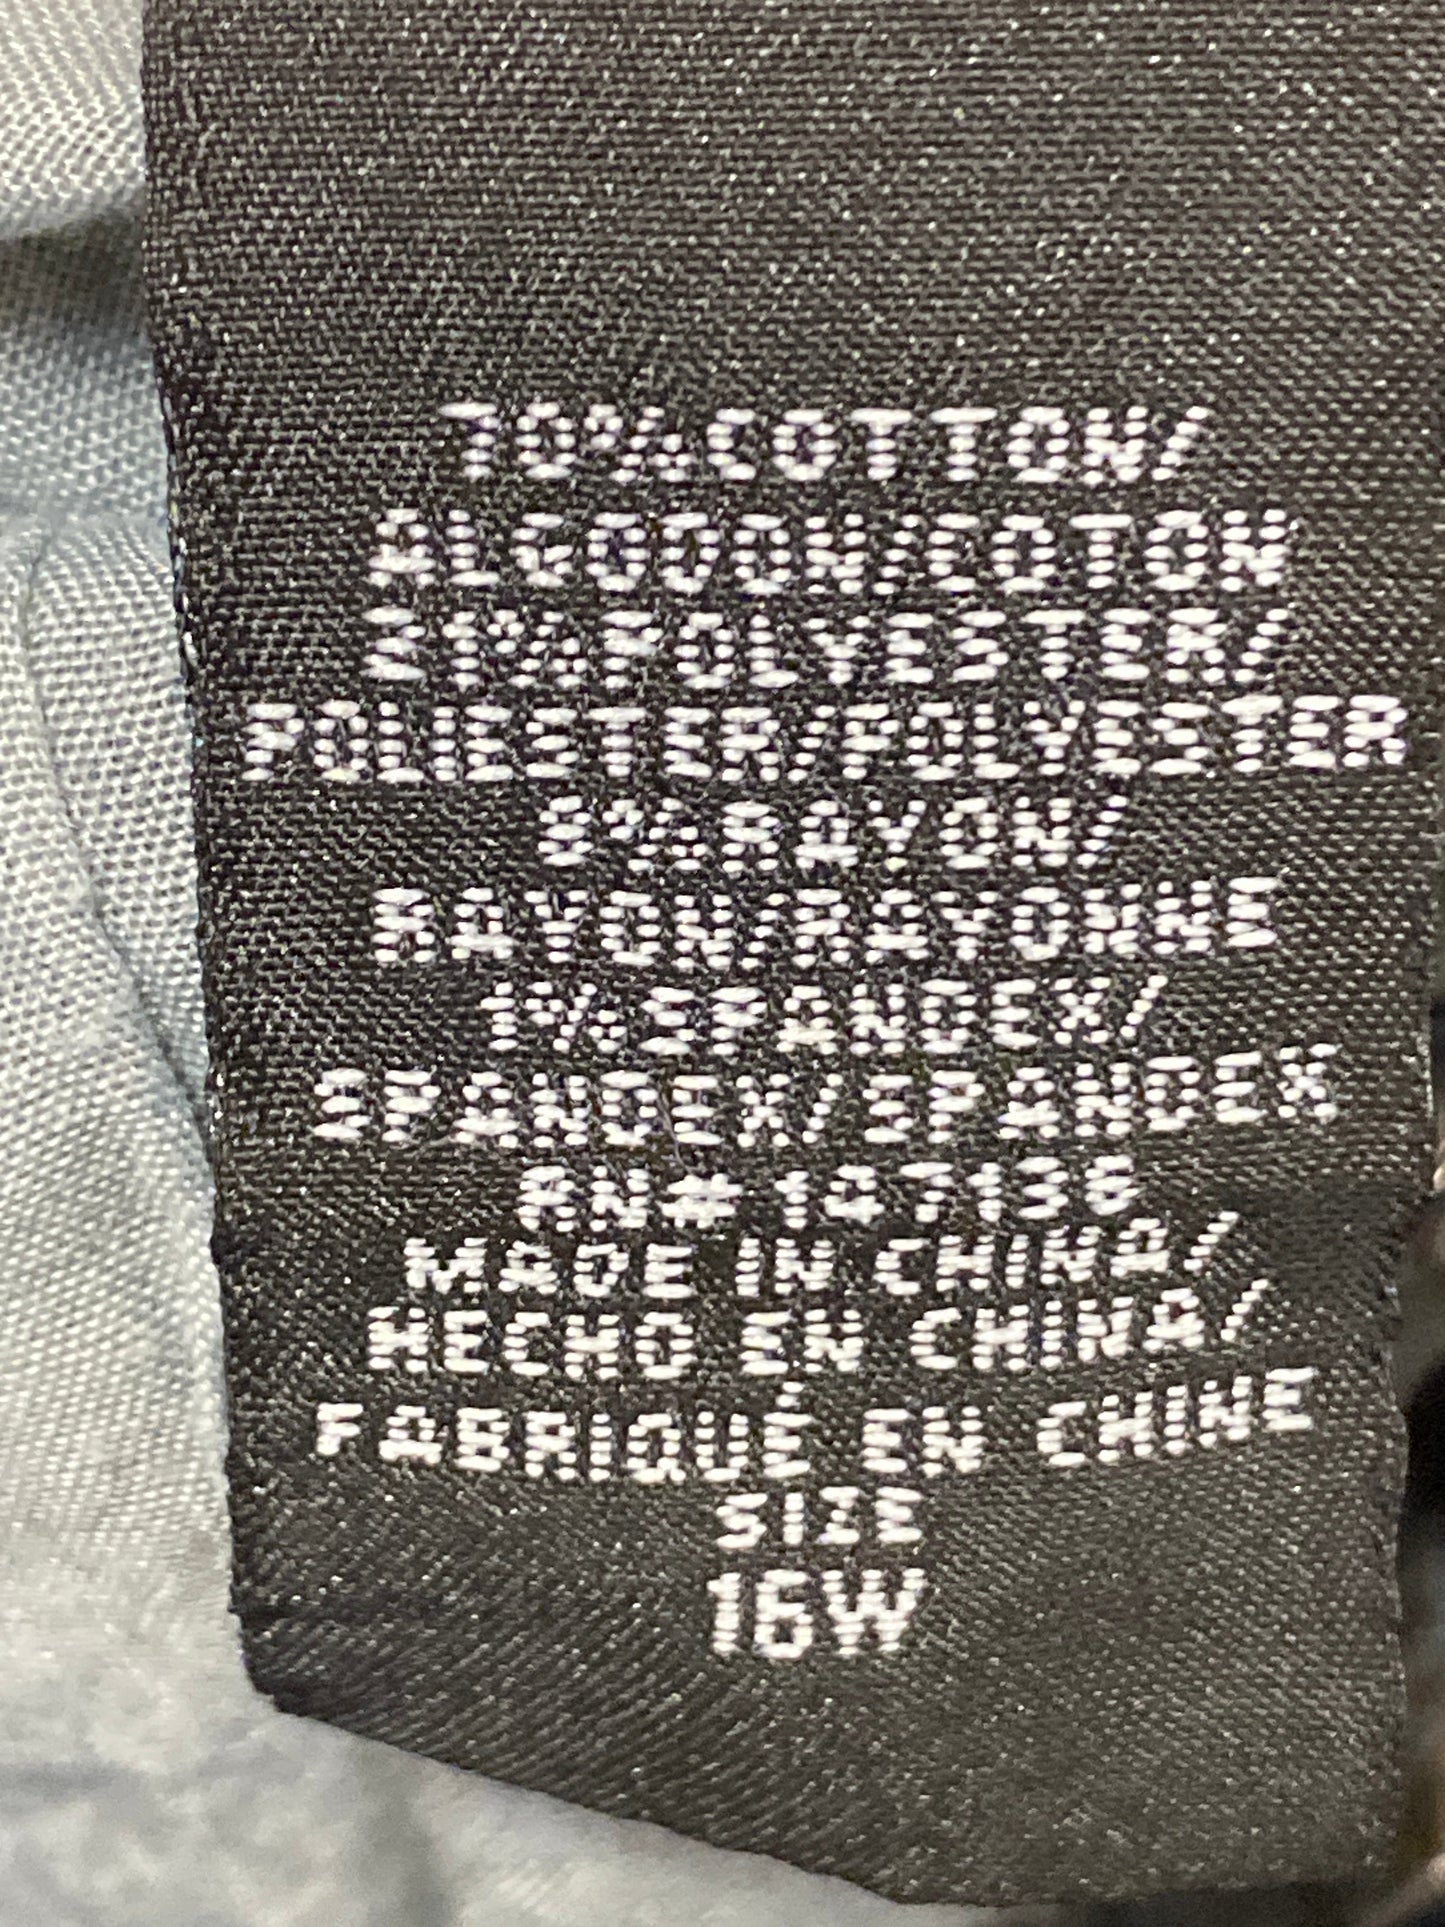 70%COTTON/
ALGODON/COTON
21%POLYESTER/
POLIESTER/POLYESTER
8%RAYON/
RAYON/RAYONNE
1%SPANDEX/
SPANDEX/SPANDEX
RN# 147136
MADE IN CHINA/
HECHO EN CHINA/
FABRIQUÉ EN CHINE
SIZE
16W